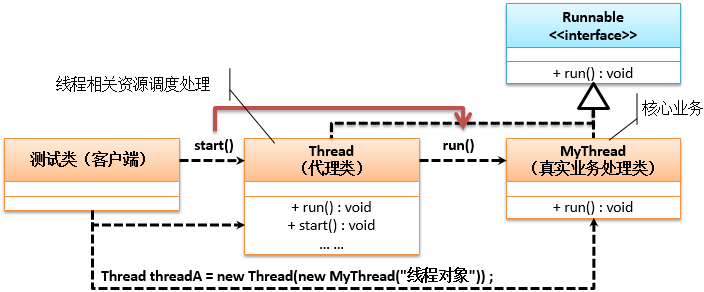 Runnable
<<interface>>
+ run() : void
线程相关资源调度处理
核心业务
测试类（客户端）
start()
Thread
（代理类）
run()
MyThread
（真实业务处理类）
+ run() : void
+ start() : void
... ...
+ run() : void
Thread threadA = new Thread(new MyThread("线程对象")) ;